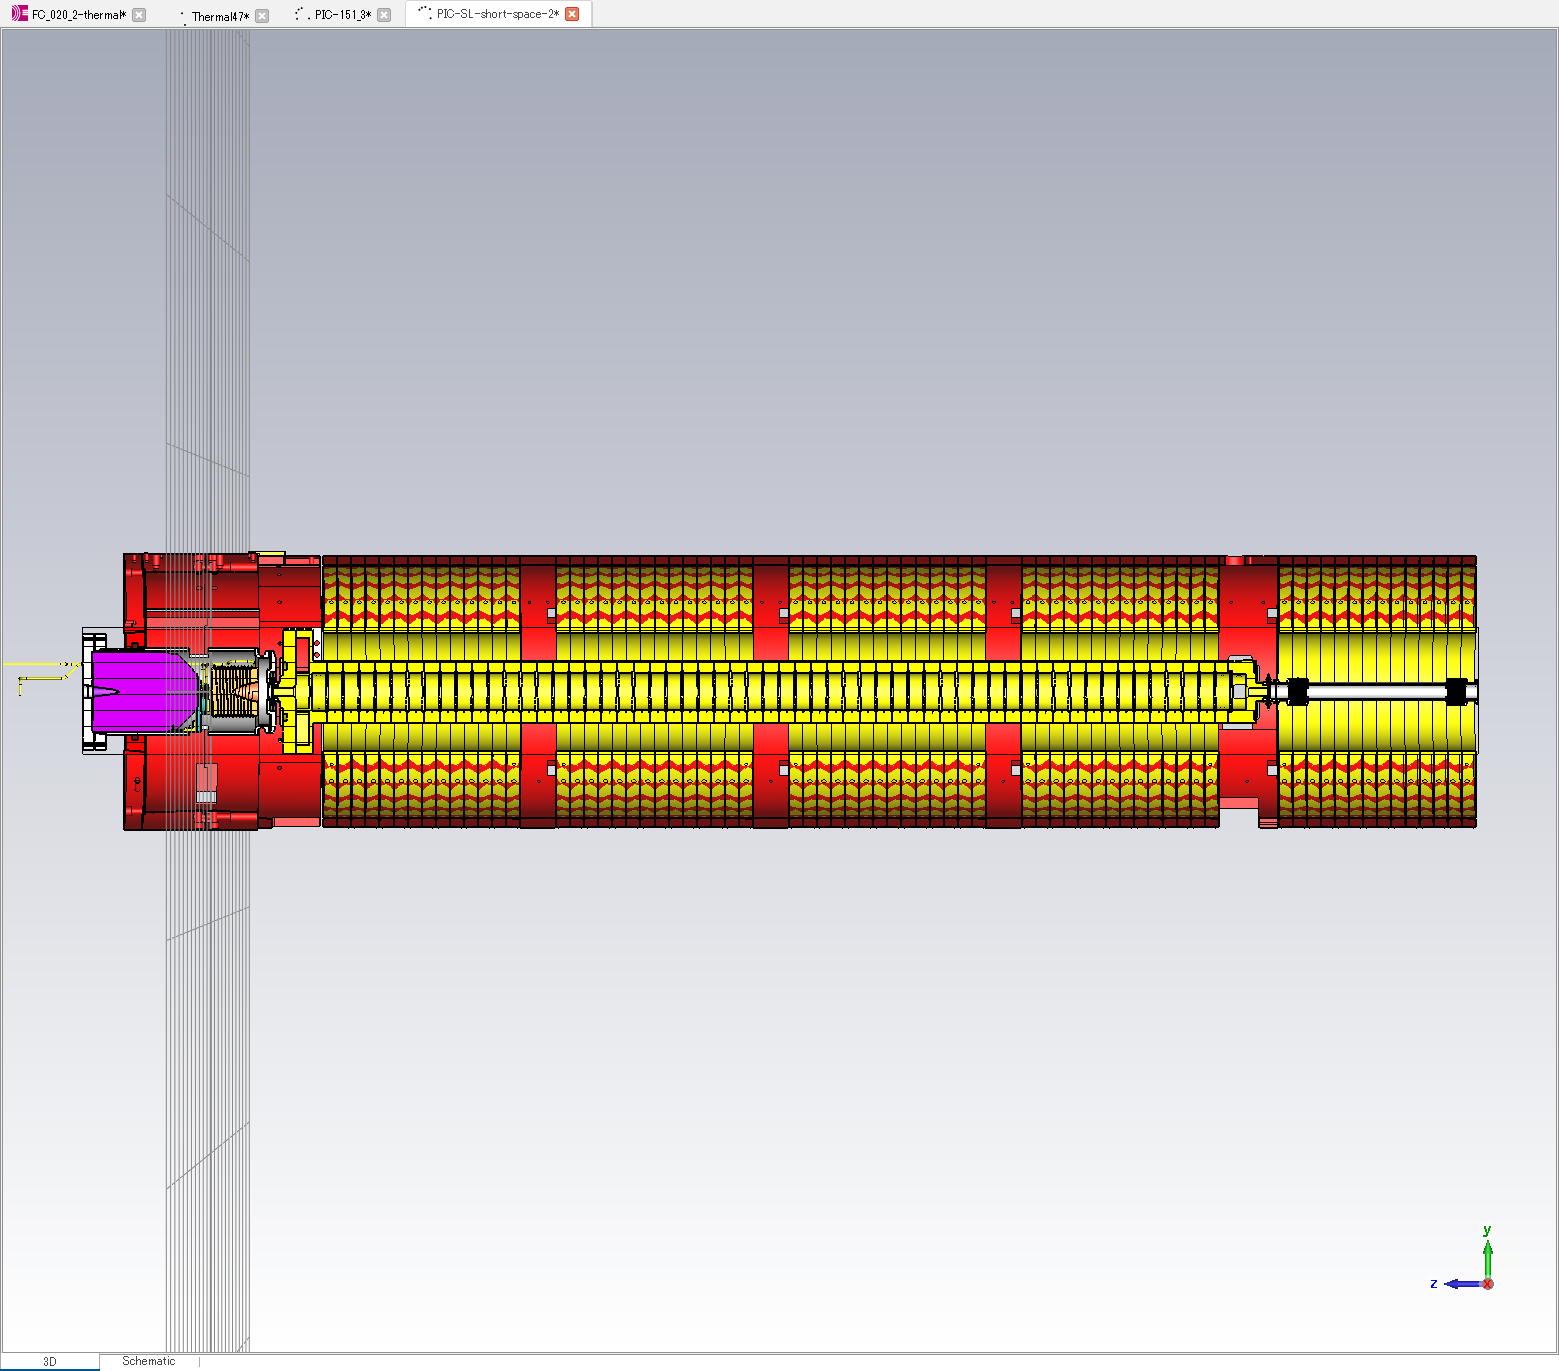 FC_020_2-thermal*
Thermal47*
PIC-151_3*
PIC-SL-short-space-2*
y
z
x
3D
Schematic